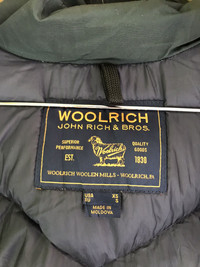 WOOLRICH
JOHN RICH & BROS.
SUPERIOR PERFORMANCE
QUALITY GOODS
EST.
Woolrich
1830
WOOLRICH WOOLEN MILLS · WOOLRICH, PA
USA XS
EU S
MADE IN
MOLDOVA